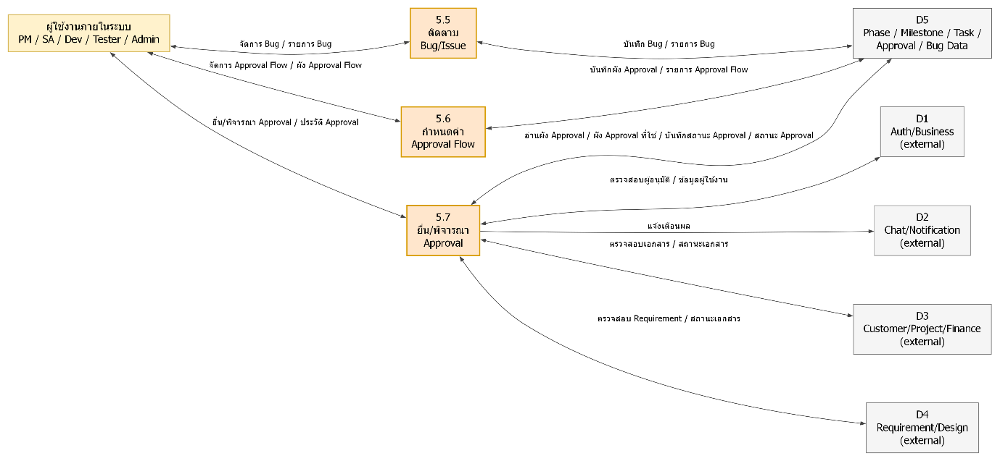 ผู้ใช้งานภายในระบบ
PM / SA / Dev / Tester / Admin
5.5
ติดตาม
Bug/Issue
D5
Phase / Milestone / Task /
Approval / Bug Data
จัดการ Bug / รายการ Bug
บันทึก Bug / รายการ Bug
จัดการ Approval Flow / ผัง Approval Flow
บันทึกผัง Approval / รายการ Approval Flow
5.6
กำหนดค่า
Approval Flow
D1
Auth/Business
(external)
ยื่น/พิจารณา Approval / ประวัติ Approval
อ่านผัง Approval / ผัง Approval ที่ใช้ / บันทึกสถานะ Approval / สถานะ Approval
ตรวจสอบผู้อนุมัติ / ข้อมูลผู้ใช้งาน
5.7
ยื่น/พิจารณา
Approval
แจ้งเตือนผล
D2
Chat/Notification
(external)
ตรวจสอบเอกสาร / สถานะเอกสาร
D3
Customer/Project/Finance
(external)
ตรวจสอบ Requirement / สถานะเอกสาร
D4
Requirement/Design
(external)